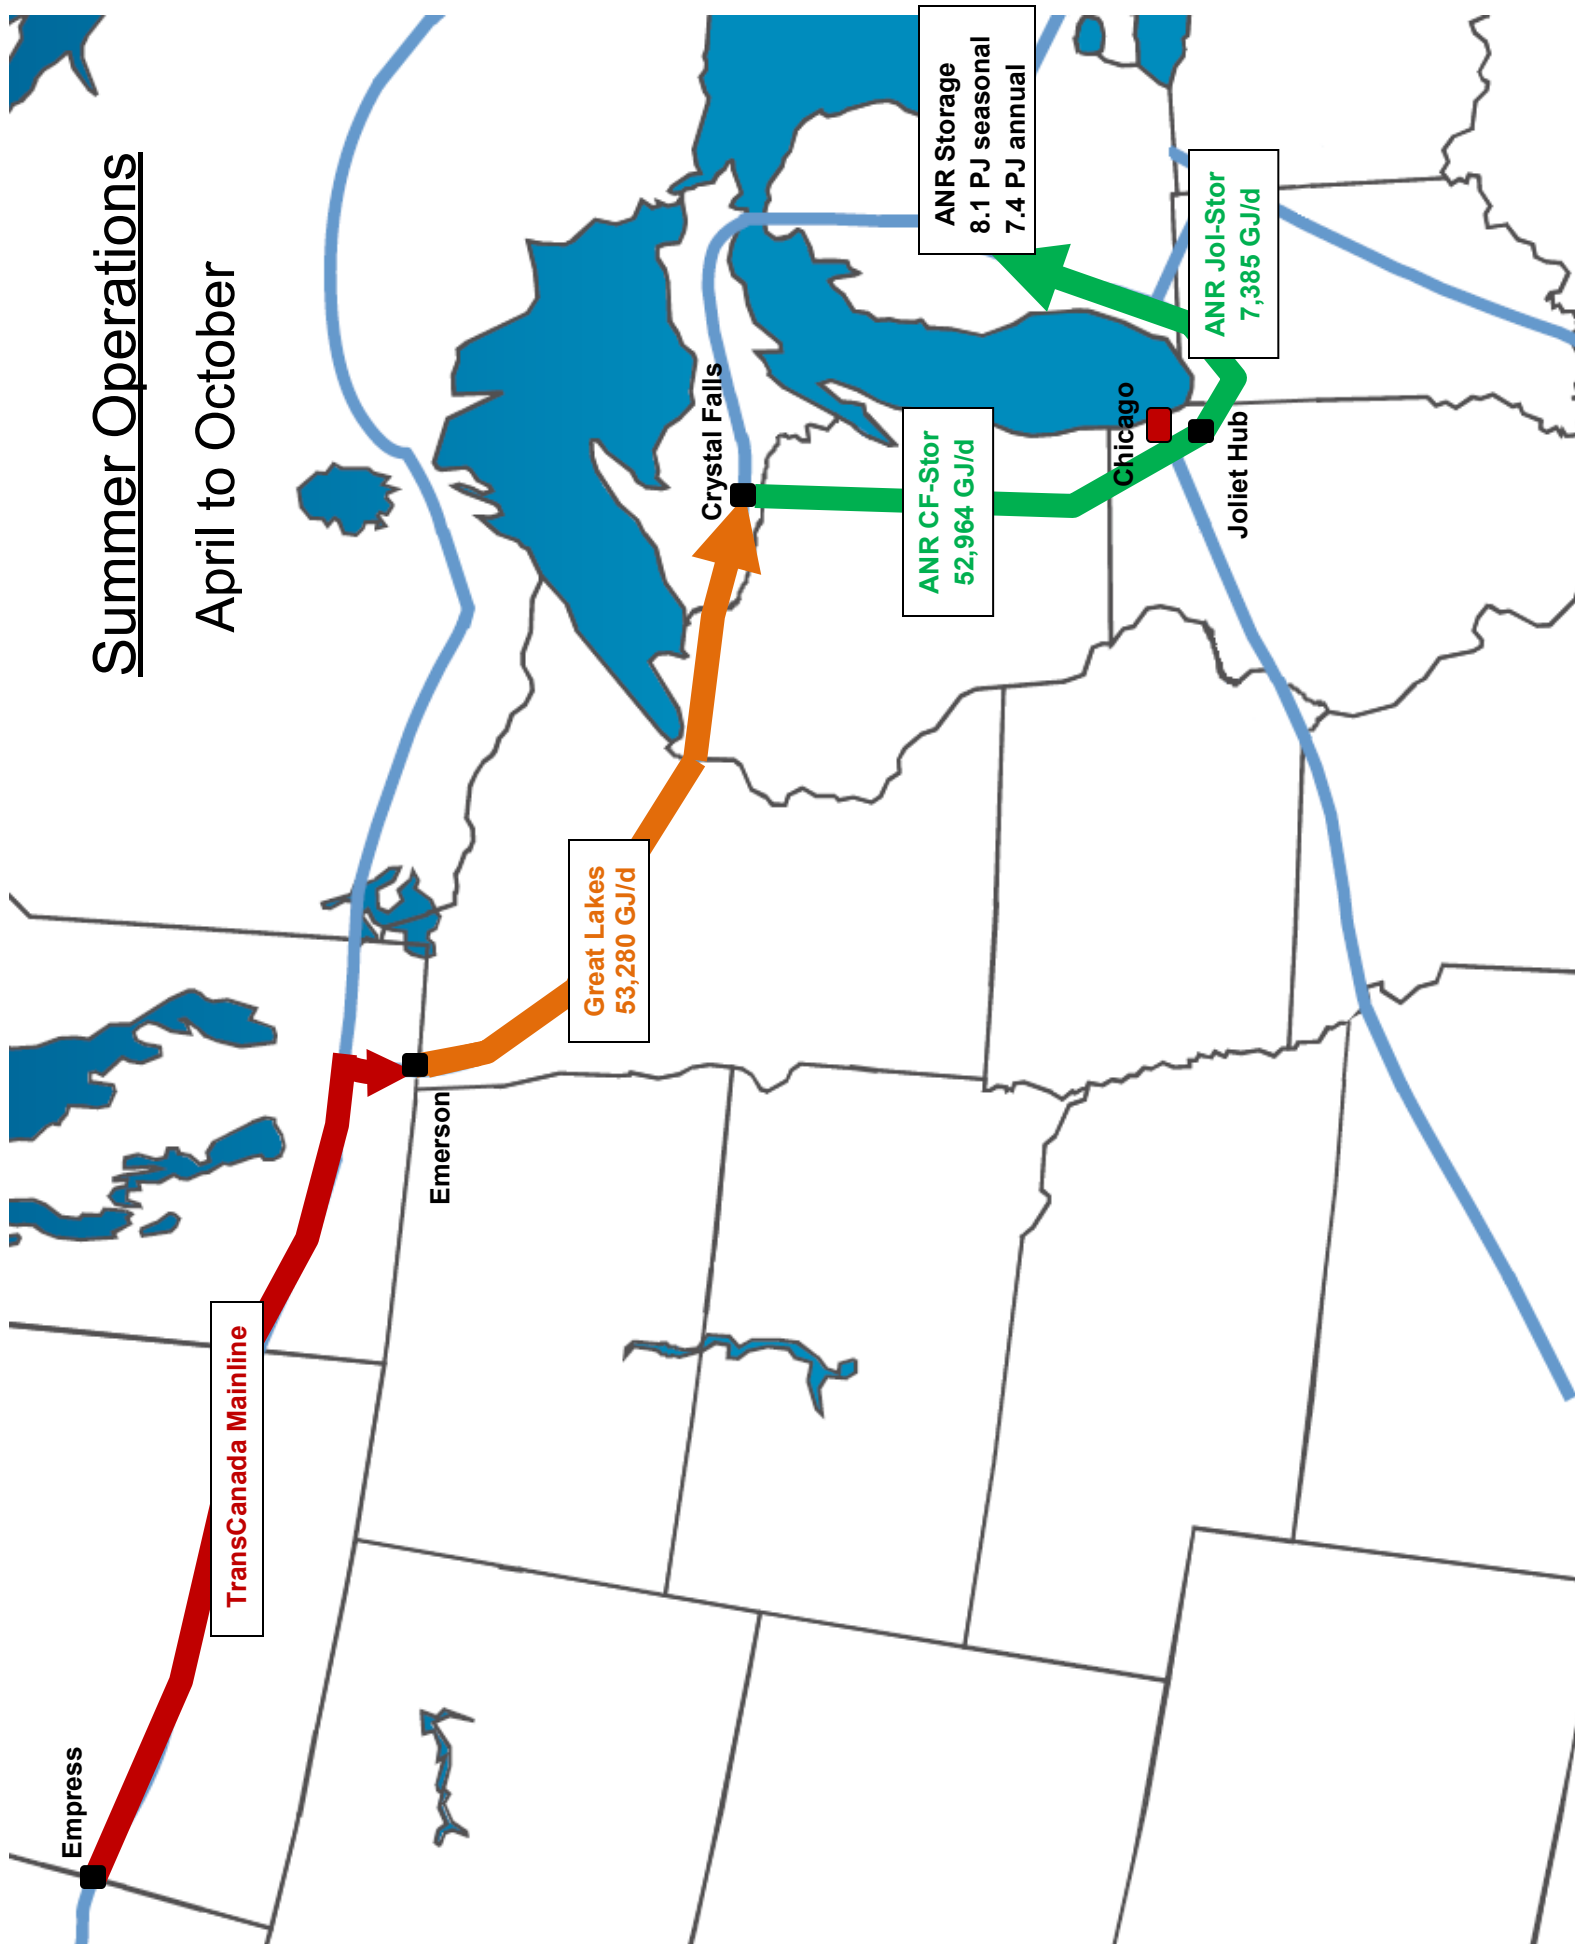 Summer Operations
April to October
Empress
TransCanada Mainline
Emerson
Great Lakes
53,280 GJ/d
Crystal Falls
ANR CF-Stor
52,964 GJ/d
Chicago
Joliet Hub
ANR Jol-Stor
7,385 GJ/d
ANR Storage
8.1 PJ seasonal
7.4 PJ annual